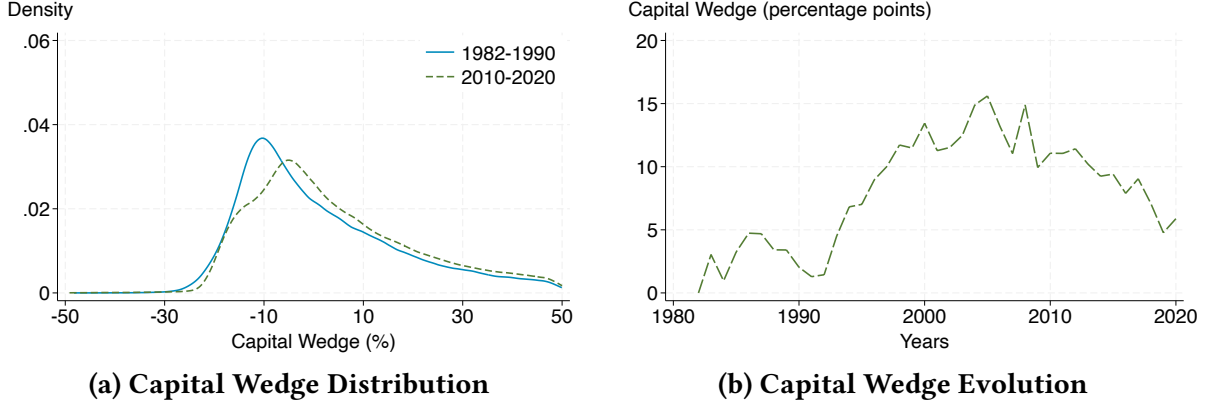 Density
.06
.04
.02
0
-50 -30 -10 10 30 50
Capital Wedge (%)
1982-1990
2010-2020
(a) Capital Wedge Distribution
Capital Wedge (percentage points)
20
15
10
5
0
1980 1990 2000 2010 2020
Years
(b) Capital Wedge Evolution